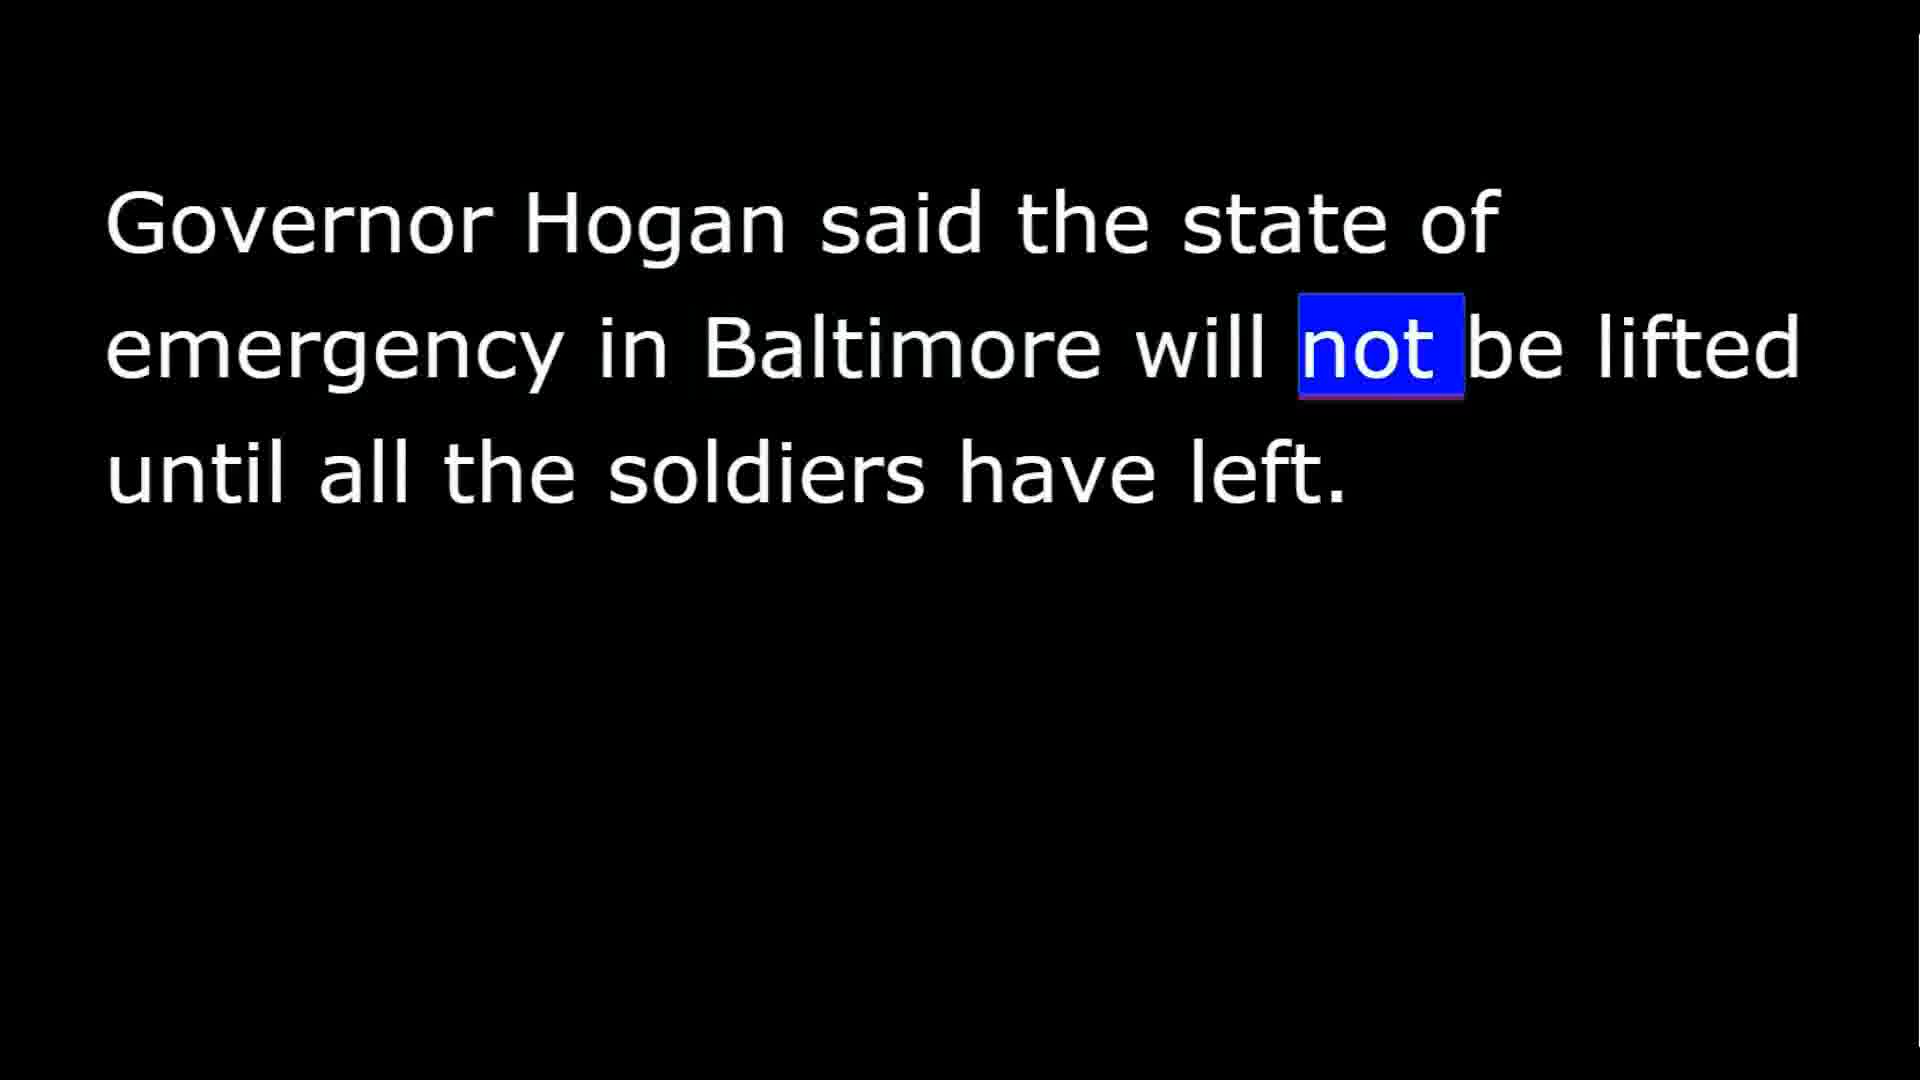 Governor Hogan said the state of
emergency in Baltimore will not be lifted
until all the soldiers have left.